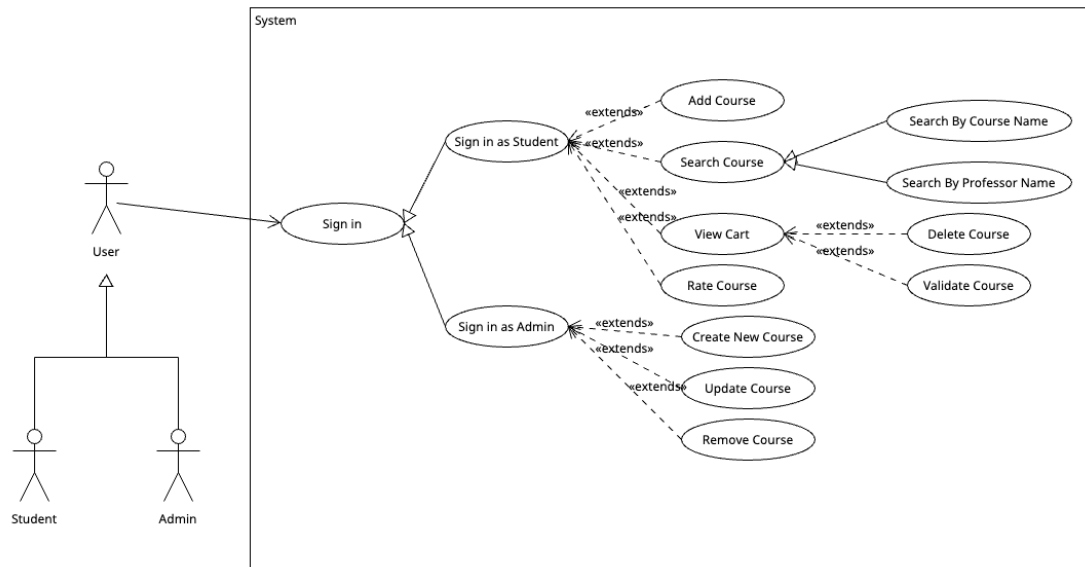 System
Add Course
«extends»
Search By Course Name
Sign in as Student
«extends»
Search Course
Search By Professor Name
«extends»
Sign in
«extends»
View Cart
«extends»
Delete Course
User
«extends»
Rate Course
Validate Course
Sign in as Admin
«extends»
Create New Course
«extends»
«extends»
Update Course
Remove Course
Student
Admin